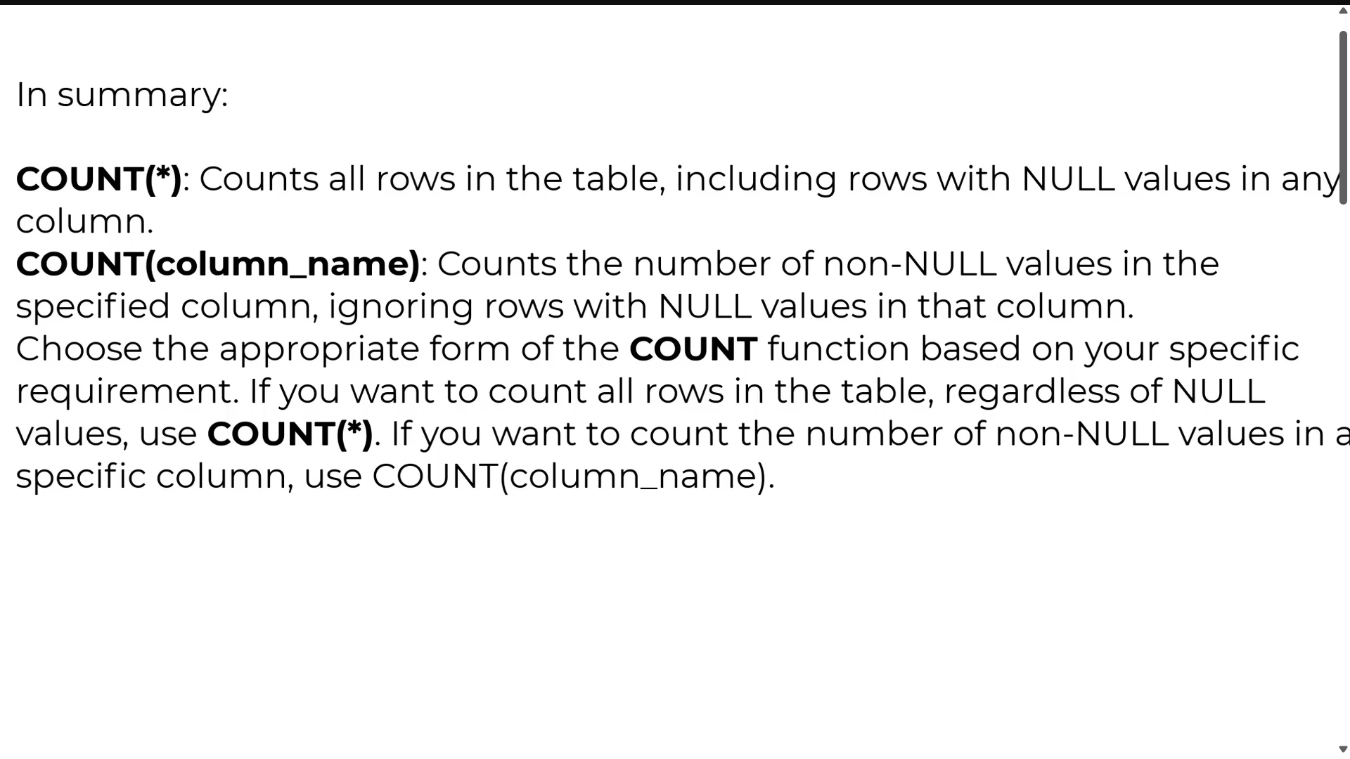 In summary:
COUNT(*): Counts all rows in the table, including rows with NULL values in any
column.
COUNT(column_name): Counts the number of non-NULL values in the
specified column, ignoring rows with NULL values in that column.
Choose the appropriate form of the COUNT function based on your specific
requirement. If you want to count all rows in the table, regardless of NULL
values, use COUNT(*). If you want to count the number of non-NULL values in a
specific column, use COUNT(column_name).